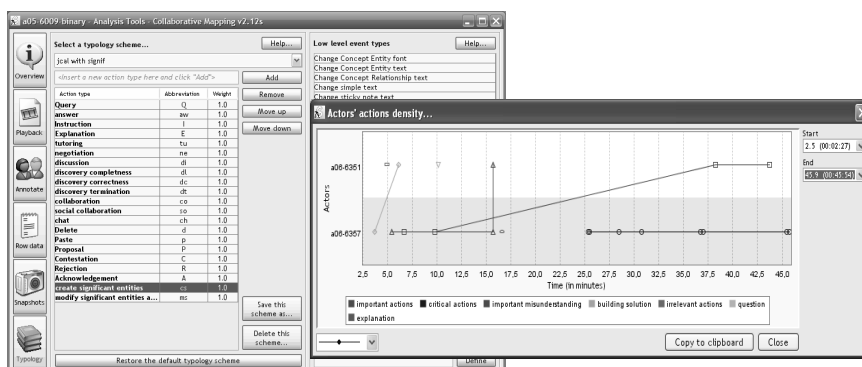 a05-6009-binary - Analysis Tools - Collaborative Mapping v2.12s
Overview
Playback
Annotate
Row data
Snapshots
Typology
Select a typology scheme...
Help...
jcal with signif
<Insert a new action type here and click "Add">
Add
Action type Abbreviation Weight
Query Q 1.0
answer aw 1.0
Instruction I 1.0
Explanation E 1.0
tutoring tu 1.0
negotiation ne 1.0
discussion di 1.0
discovery completness dl 1.0
discovery correctness dc 1.0
discovery termination dt 1.0
collaboration co 1.0
social collaboration so 1.0
chat ch 1.0
Delete d 1.0
Paste p 1.0
Proposal P 1.0
Contestation C 1.0
Rejection R 1.0
Acknowledgement A 1.0
create significant entities cs 1.0
modify significant entities a... ms 1.0
Remove
Move up
Move down
Save this
scheme as...
Delete this
scheme...
Restore the default typology scheme
Low level event types
Help...
Change Concept Entity font
Change Concept Entity text
Change Concept Relationship text
Change simple text
Change sticky note text
Define
Actors' actions density...
Actors
a06-6351
a06-6357
2,5 5,0 7,5 10,0 12,5 15,0 17,5 20,0 22,5 25,0 27,5 30,0 32,5 35,0 37,5 40,0 42,5 45,0
Time (in minutes)
important actions critical actions important misunderstanding building solution irrelevant actions question
explanation
Start
2.5 (00:02:27)
End
45.9 (00:45:54)
Copy to clipboard
Close